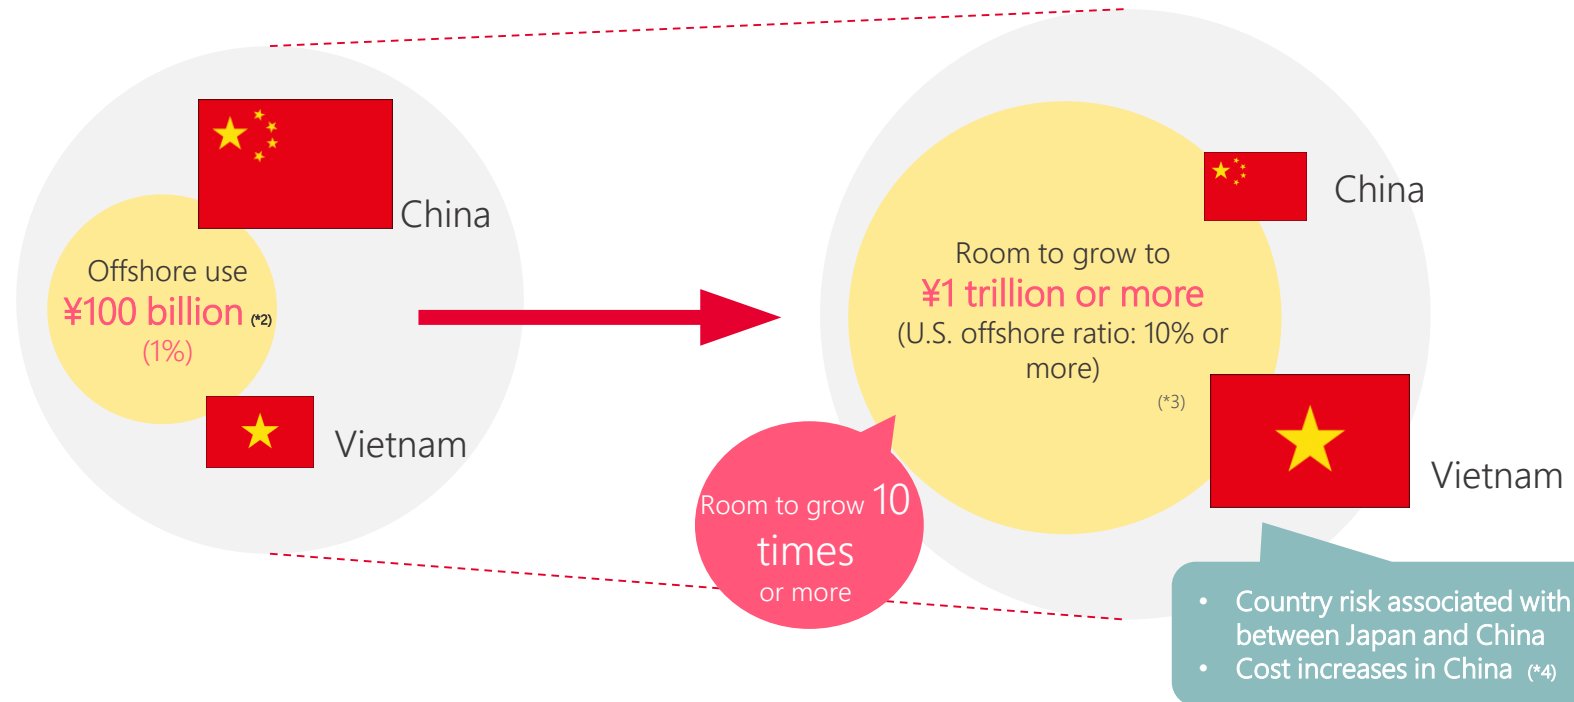 China
Offshore use
¥100 billion (*2)
(1%)
Vietnam
China
Room to grow to
¥1 trillion or more
(U.S. offshore ratio: 10% or
more)
(*3)
Vietnam
Room to grow 10
times
or more
• Country risk associated with
between Japan and China
• Cost increases in China (*4)